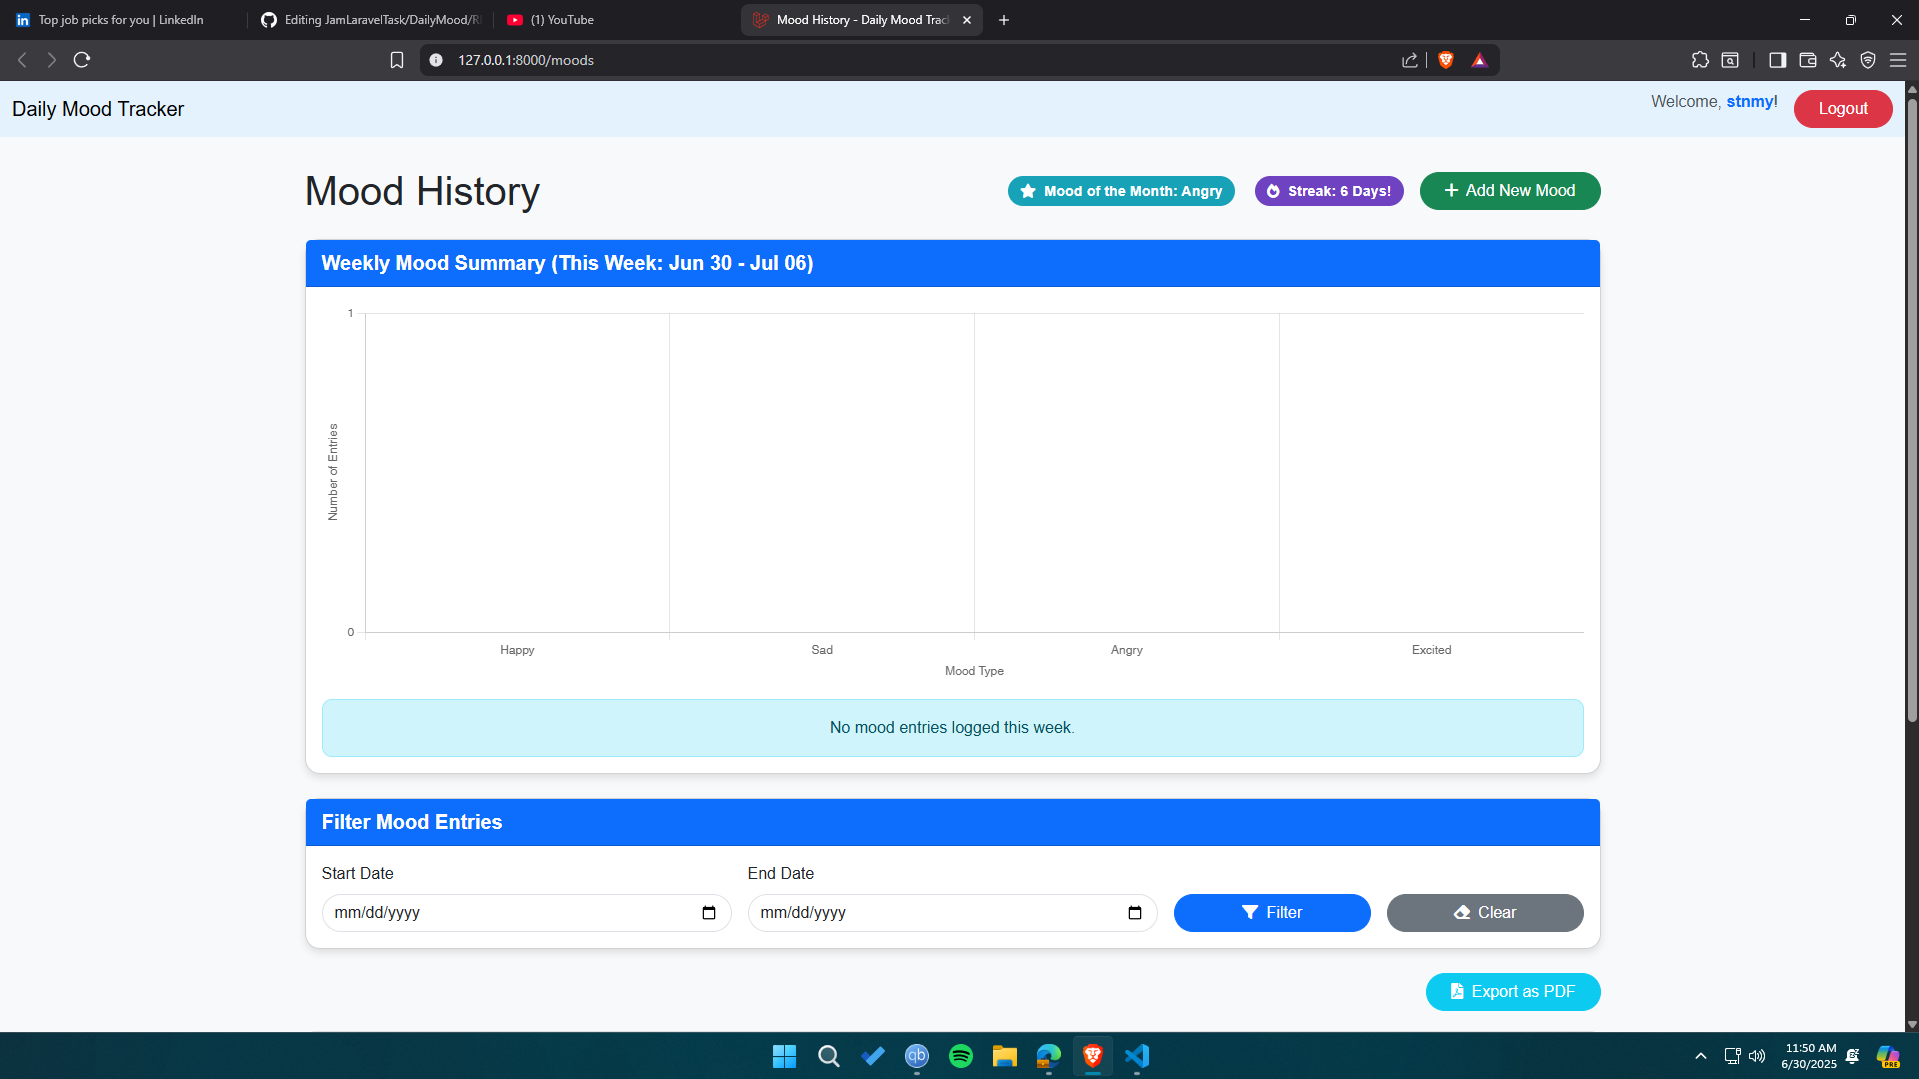 Top job picks for you | LinkedIn
Editing JamLaravelTask/DailyMood/R
(1) YouTube
Mood History - Daily Mood Trac
127.0.0.1:8000/moods
Daily Mood Tracker
Welcome, stnmy!
Logout
Mood History
Mood of the Month: Angry
Streak: 6 Days!
Add New Mood
Weekly Mood Summary (This Week: Jun 30 - Jul 06)
1
Number of Entries
0
Happy
Sad
Angry
Excited
Mood Type
No mood entries logged this week.
Filter Mood Entries
Start Date
End Date
mm/dd/yyyy
mm/dd/yyyy
Filter
Clear
Export as PDF
qb
11:50 AM
6/30/2025
PRE